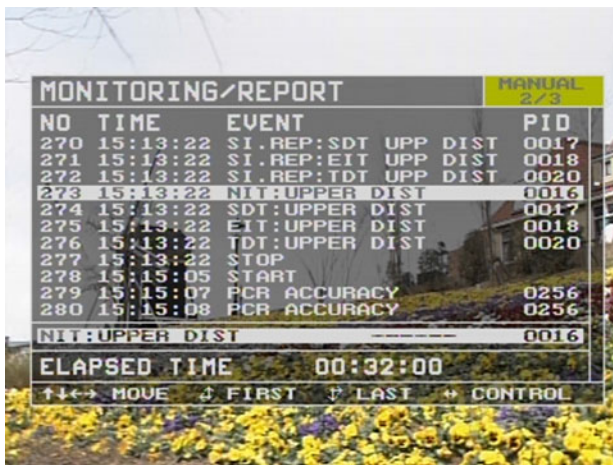 MONITORING/REPORT
MANUAL
2/3
NO TIME EVENT PID
270 15:13:22 SI.REP:SDT UPP DIST 0017
271 15:13:22 SI.REP:EIT UPP DIST 0018
272 15:13:22 SI.REP:TDT UPP DIST 0020
273 15:13:22 NIT:UPPER DIST 0016
274 15:13:22 SDT:UPPER DIST 0017
275 15:13:22 EIT:UPPER DIST 0018
276 15:13:22 TDT:UPPER DIST 0020
277 15:13:22 STOP
278 15:15:05 START
279 15:15:07 PCR ACCURACY 0256
280 15:15:08 PCR ACCURACY 0256
NIT:UPPER DIST ------ 0016
ELAPSED TIME 00:32:00
↑↓←→ MOVE FIRST LAST ↔ CONTROL